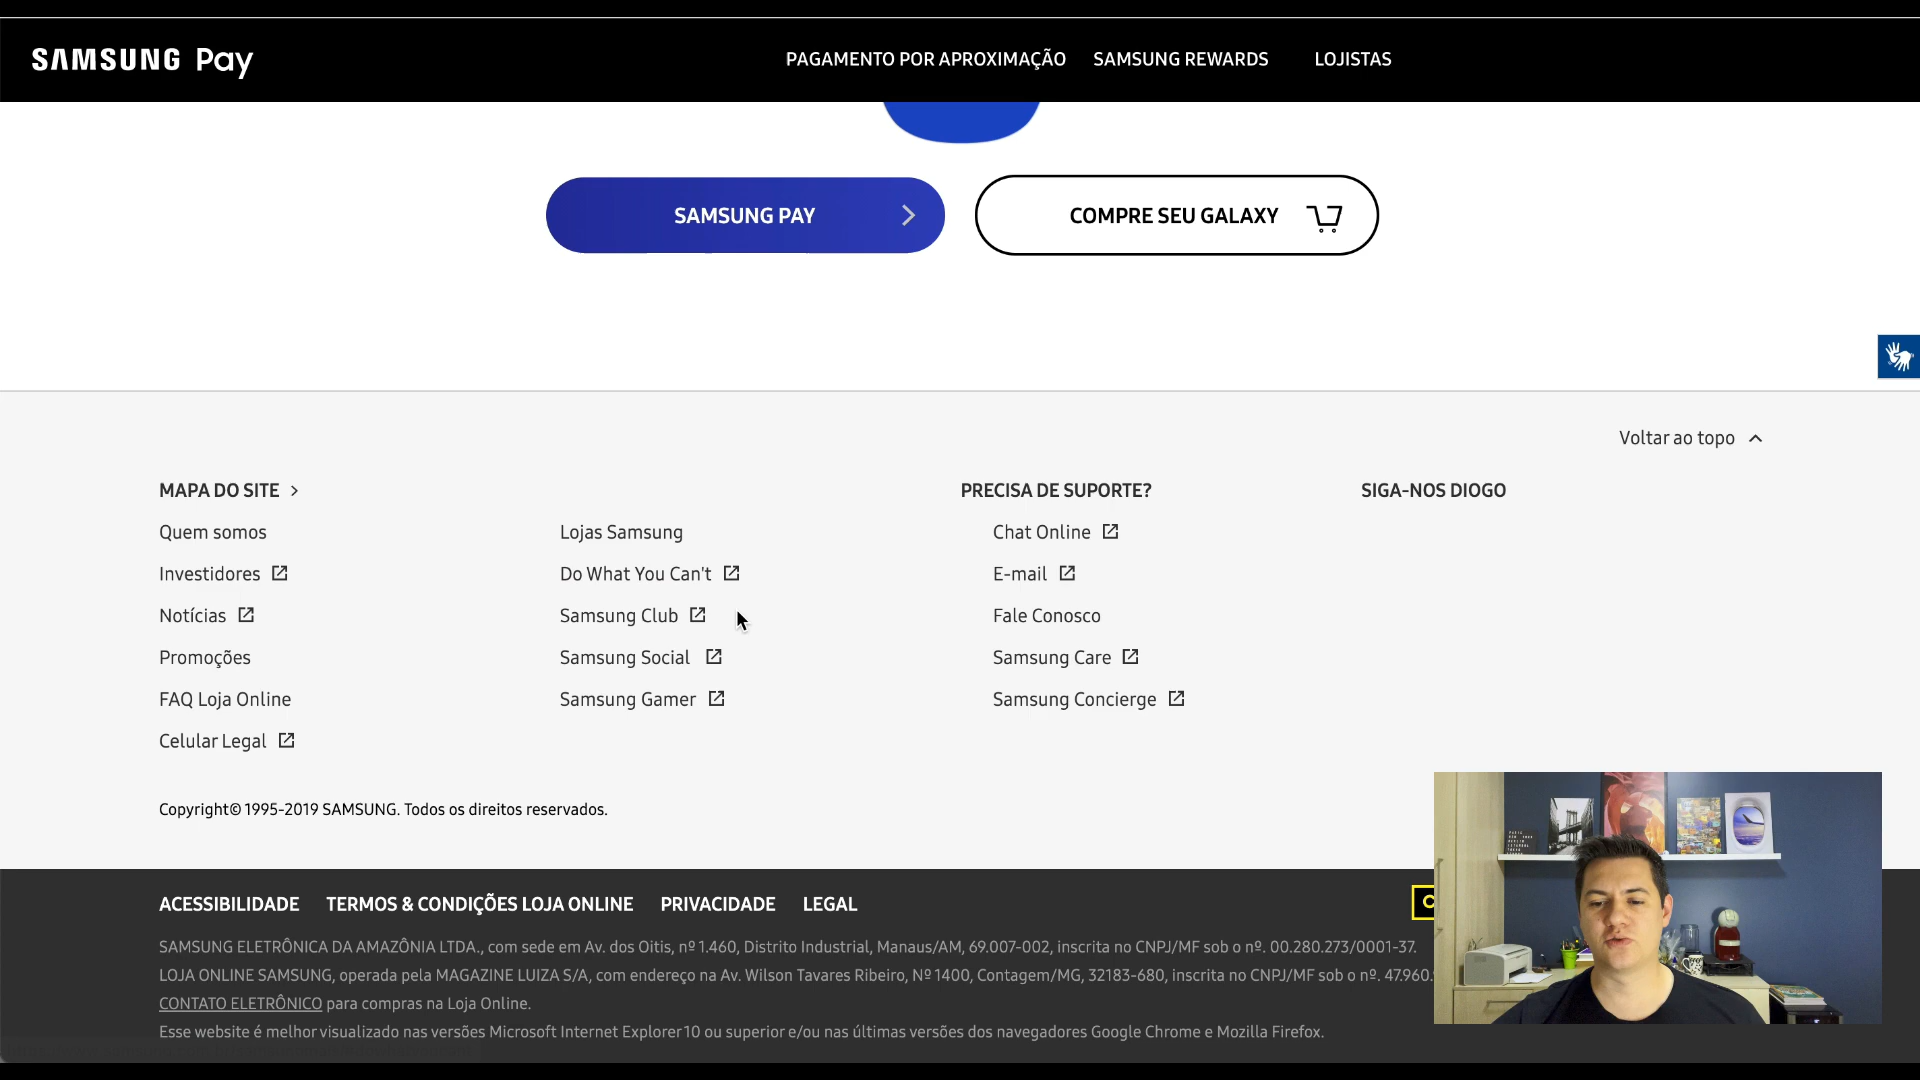 SAMSUNG Pay
PAGAMENTO POR APROXIMAÇÃO SAMSUNG REWARDS LOJISTAS
SAMSUNG PAY
COMPRE SEU GALAXY
Voltar ao topo
MAPA DO SITE
Quem somos
Investidores
Notícias
Promoções
FAQ Loja Online
Celular Legal
Lojas Samsung
Do What You Can't
Samsung Club
Samsung Social
Samsung Gamer
PRECISA DE SUPORTE?
Chat Online
E-mail
Fale Conosco
Samsung Care
Samsung Concierge
SIGA-NOS DIOGO
Copyright© 1995-2019 SAMSUNG. Todos os direitos reservados.
ACESSIBILIDADE TERMOS & CONDIÇÕES LOJA ONLINE PRIVACIDADE LEGAL
SAMSUNG ELETRÔNICA DA AMAZÔNIA LTDA., com sede em Av. dos Oitis, nº 1.460, Distrito Industrial, Manaus/AM, 69.007-002, inscrita no CNPJ/MF sob o nº. 00.280.273/0001-37.
LOJA ONLINE SAMSUNG, operada pela MAGAZINE LUIZA S/A, com endereço na Av. Wilson Tavares Ribeiro, Nº 1400, Contagem/MG, 32183-680, inscrita no CNPJ/MF sob o nº. 47.960.
CONTATO ELETRÔNICO para compras na Loja Online.
Esse website é melhor visualizado nas versões Microsoft Internet Explorer 10 ou superior e/ou nas últimas versões dos navegadores Google Chrome e Mozilla Firefox.